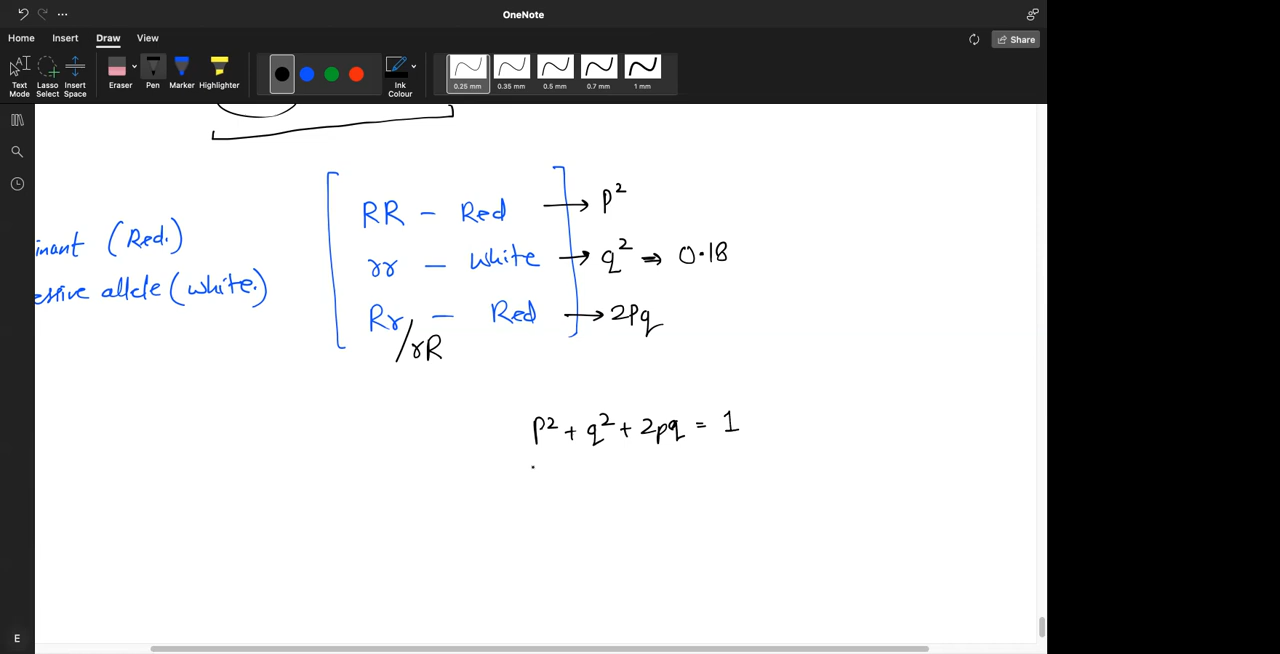 OneNote
Home Insert Draw View
Share
Text Mode Lasso Select Insert Space Eraser Pen Marker Highlighter Ink Colour 0.25 mm 0.35 mm 0.5 mm 0.7 mm 1 mm
RR - Red → p²
inant (Red.)
rr - white → q² → 0.18
essive allele (white.)
Rr - Red → 2pq
/rR
p² + q² + 2pq = 1
E